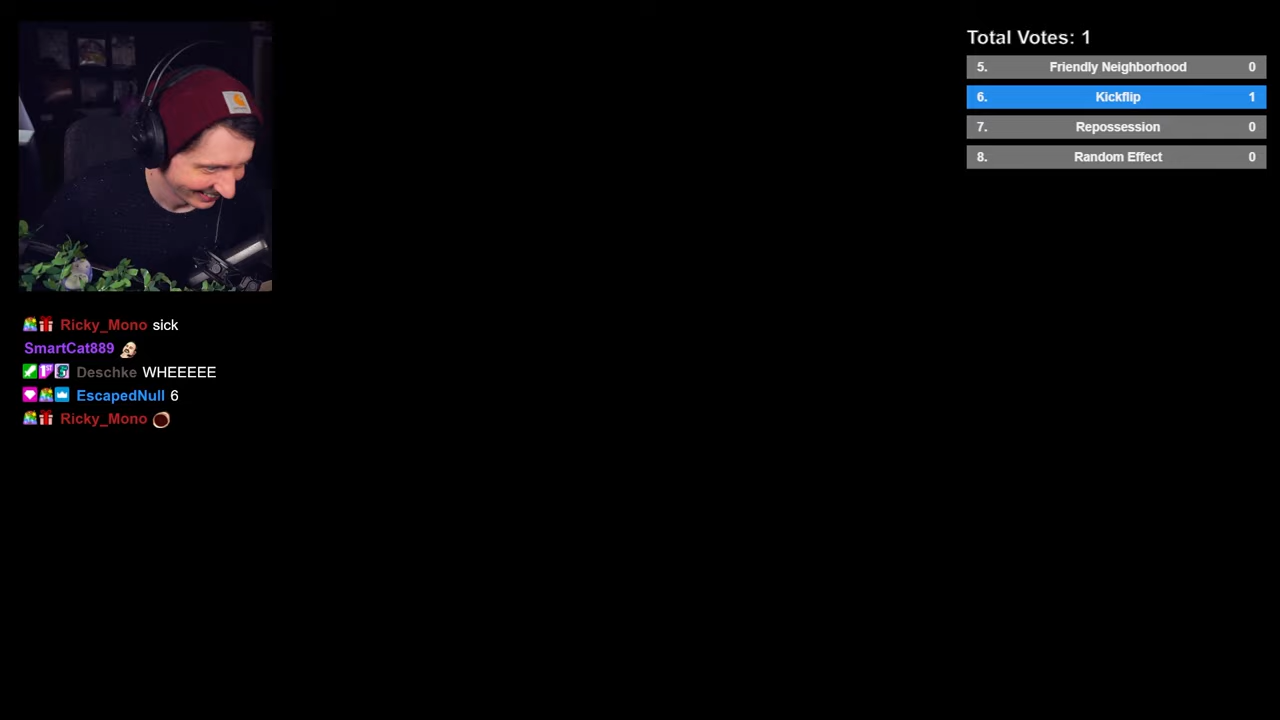 Total Votes: 1
5. Friendly Neighborhood 0
6. Kickflip 1
7. Repossession 0
8. Random Effect 0
Ricky_Mono sick
SmartCat889
Deschke WHEEEEE
EscapedNull 6
Ricky_Mono